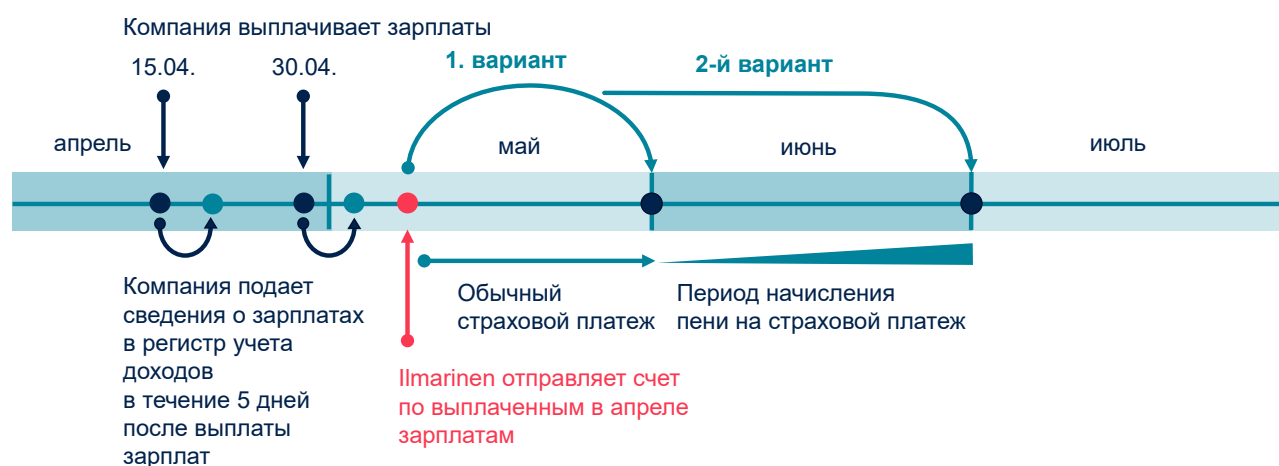 Компания выплачивает зарплаты
15.04.
30.04.
1. вариант
2-й вариант
апрель
май
июнь
июль
Компания подает
сведения о зарплатах
в регистр учета
доходов
в течение 5 дней
после выплаты
зарплат
Обычный
страховой платеж
Период начисления
пени на страховой платеж
Ilmarinen отправляет счет
по выплаченным в апреле
зарплатам